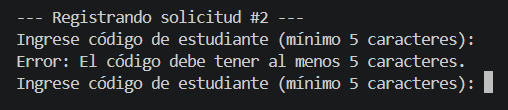 --- Registrando solicitud #2 ---
Ingrese código de estudiante (mínimo 5 caracteres):
Error: El código debe tener al menos 5 caracteres.
Ingrese código de estudiante (mínimo 5 caracteres):